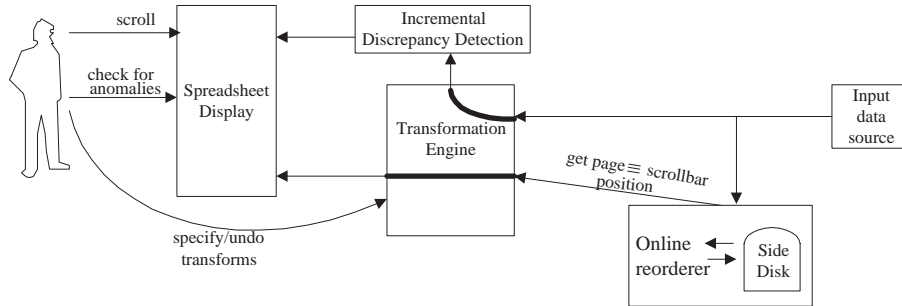 scroll
check for
anomalies
Spreadsheet
Display
Incremental
Discrepancy Detection
Transformation
Engine
Input
data
source
get page≡ scrollbar
position
specify/undo
transforms
Online
reorderer
Side
Disk